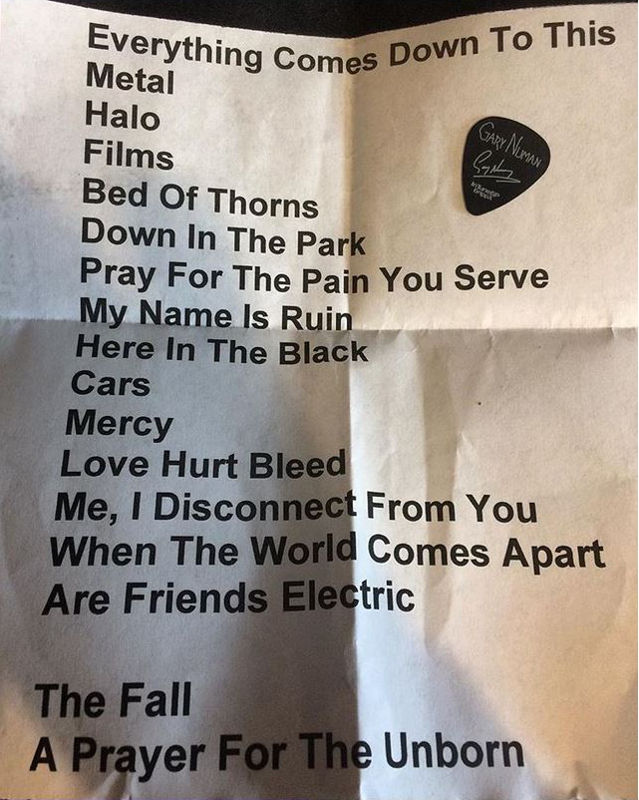 Everything Comes Down To This
Metal
Halo
Films
Bed Of Thorns
Down In The Park
Pray For The Pain You Serve
My Name Is Ruin
Here In The Black
Cars
Mercy
Love Hurt Bleed
Me, I Disconnect From You
When The World Comes Apart
Are Friends Electric
The Fall
A Prayer For The Unborn
GARY NUMAN